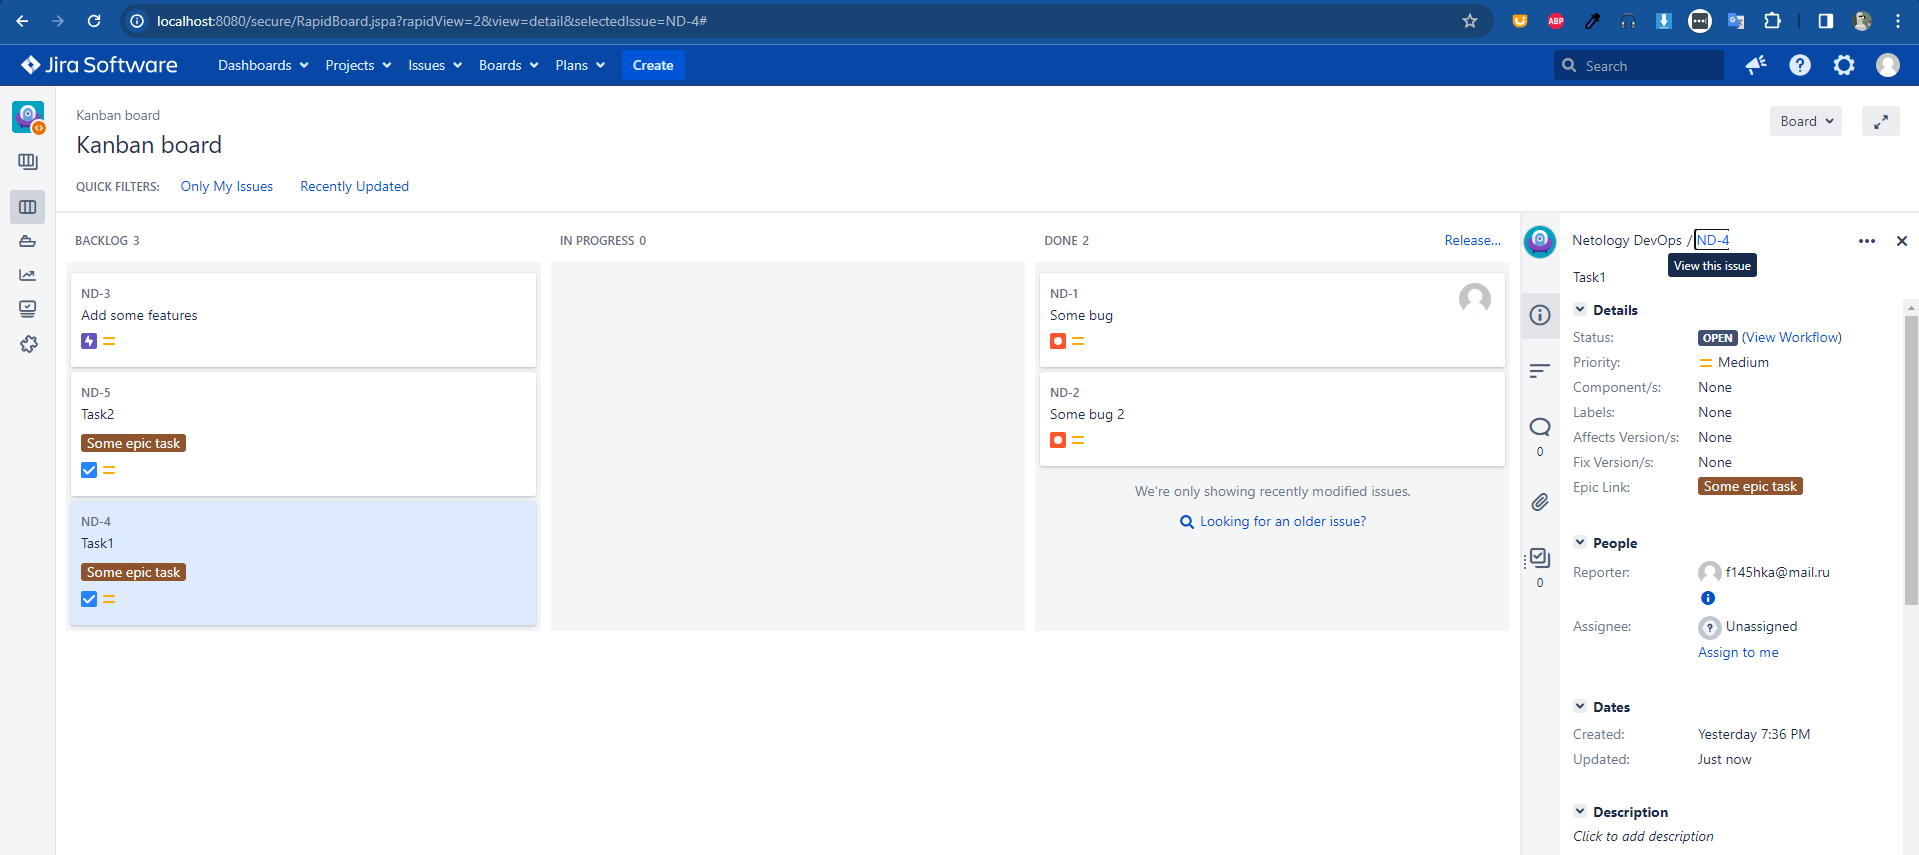 localhost:8080/secure/RapidBoard.jspa?rapidView=2&view=detail&selectedIssue=ND-4#
ABP
Jira Software
Dashboards
Projects
Issues
Boards
Plans
Create
Search
Kanban board
Kanban board
Board
QUICK FILTERS:
Only My Issues
Recently Updated
BACKLOG 3
IN PROGRESS 0
DONE 2
Release...
ND-3
Add some features
ND-5
Task2
Some epic task
ND-4
Task1
Some epic task
ND-1
Some bug
ND-2
Some bug 2
We're only showing recently modified issues.
Looking for an older issue?
0
0
Netology DevOps / ND-4
View this issue
Task1
Details
Status: OPEN (View Workflow)
Priority: Medium
Component/s: None
Labels: None
Affects Version/s: None
Fix Version/s: None
Epic Link: Some epic task
People
Reporter: f145hka@mail.ru
Assignee: Unassigned
Assign to me
Dates
Created: Yesterday 7:36 PM
Updated: Just now
Description
Click to add description